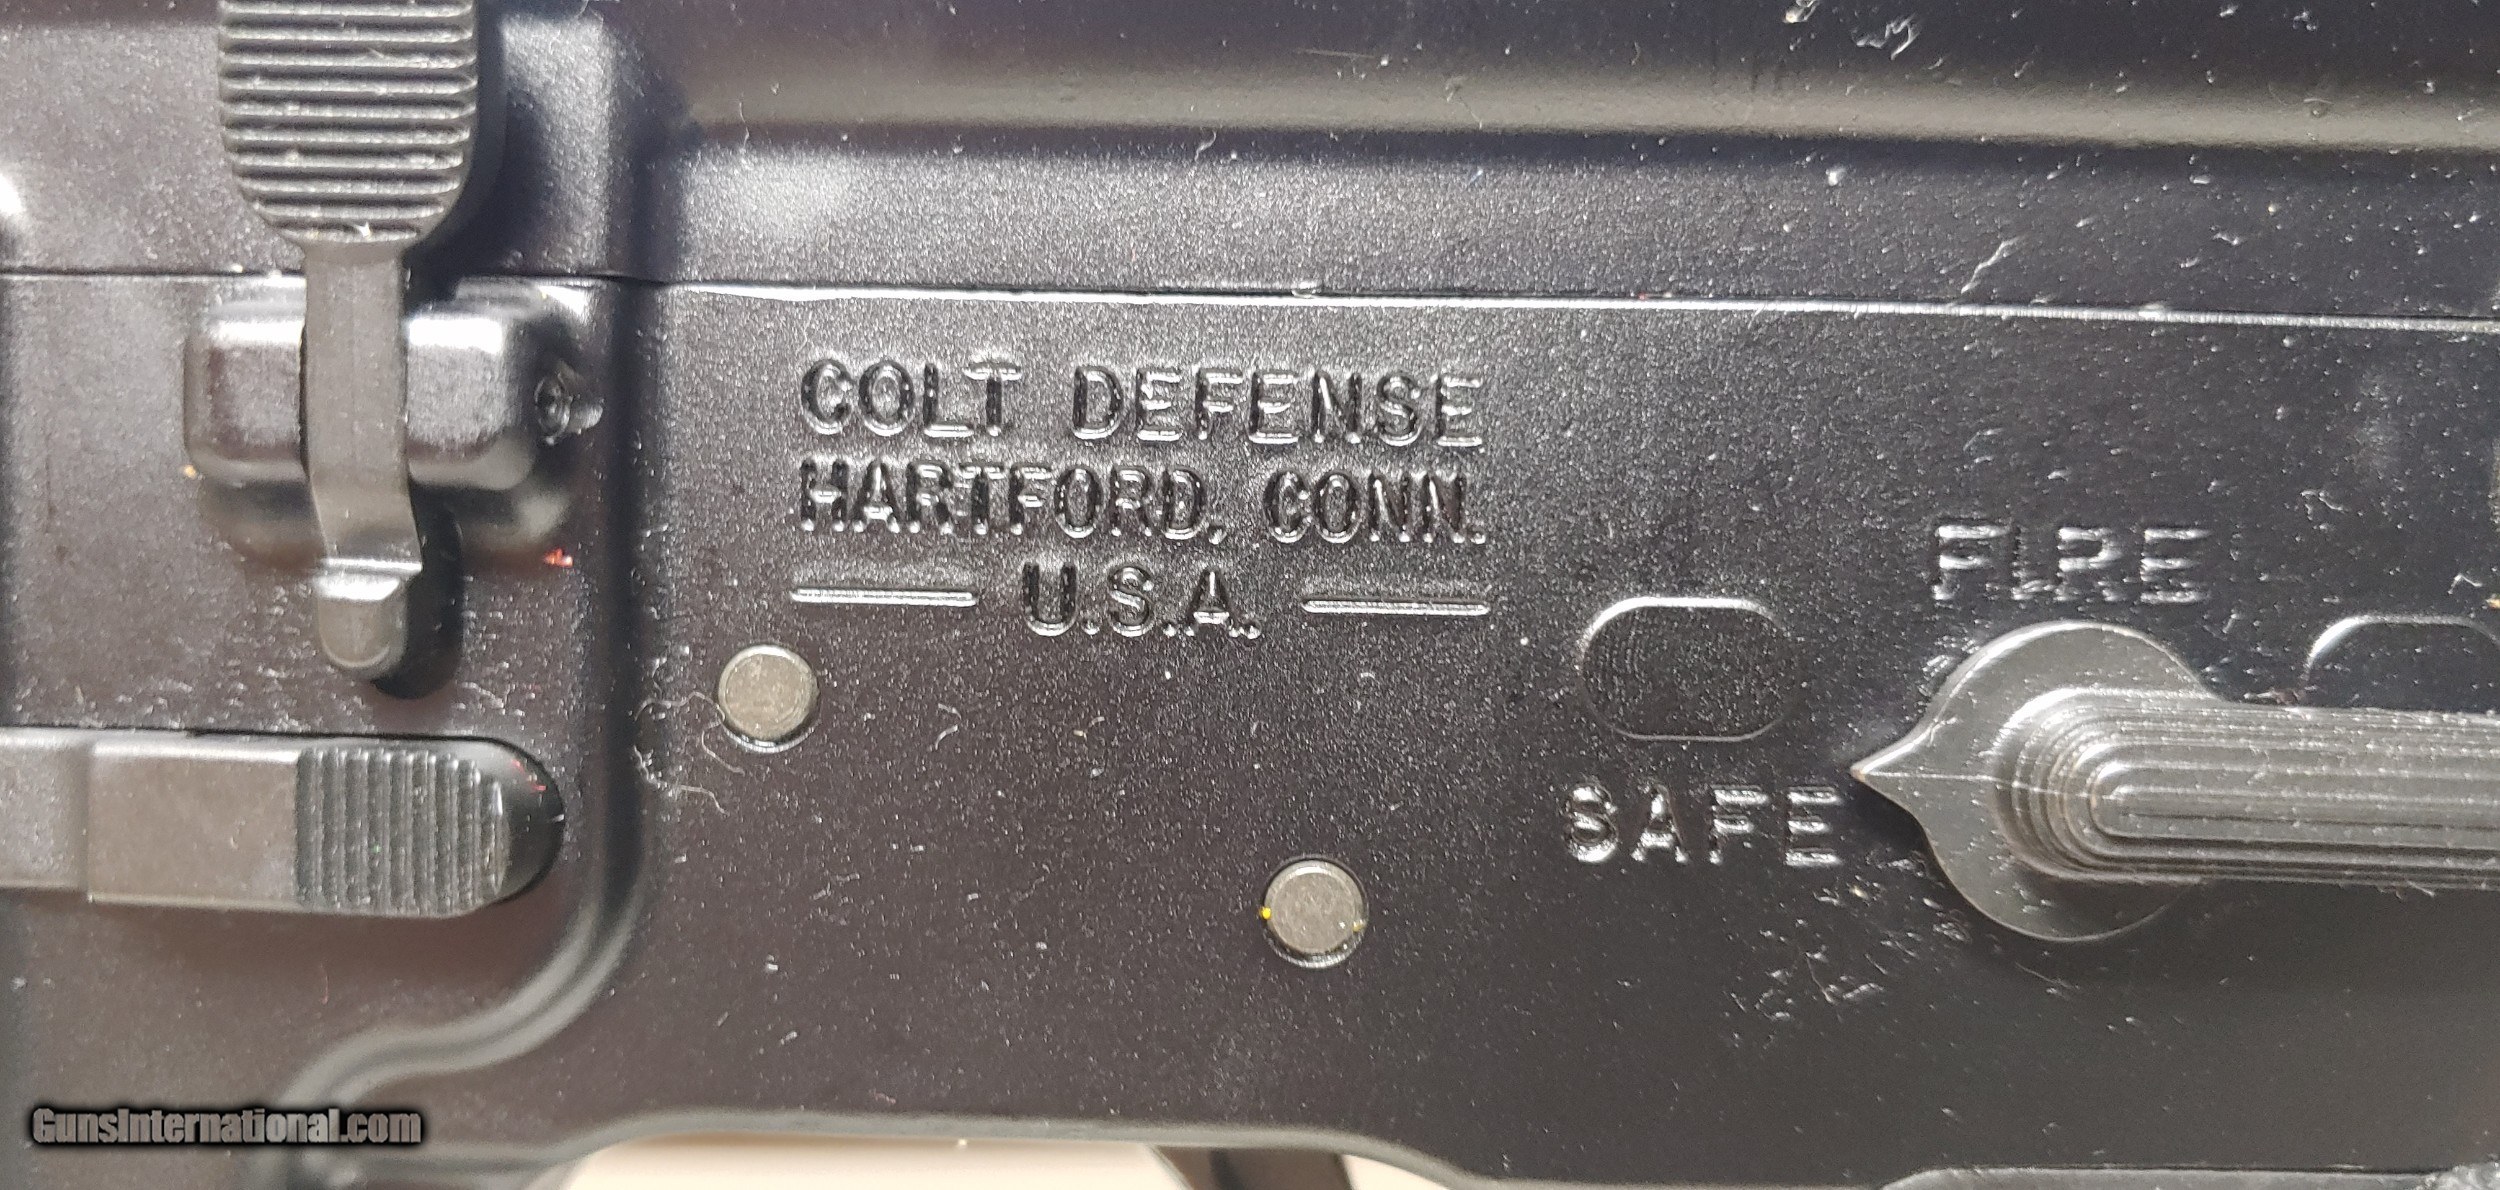 COLT DEFENSE
HARTFORD, CONN.
U.S.A.
FIRE
SAFE
GunsInternational.com